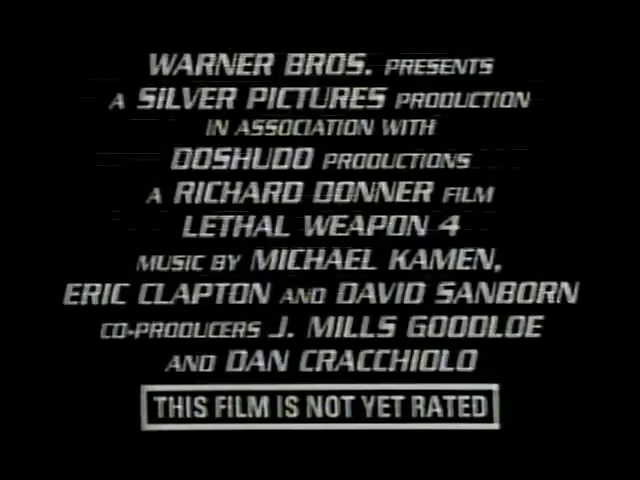 WARNER BROS. PRESENTS
A SILVER PICTURES PRODUCTION
IN ASSOCIATION WITH
DOSHUDO PRODUCTIONS
A RICHARD DONNER FILM
LETHAL WEAPON 4
MUSIC BY MICHAEL KAMEN,
ERIC CLAPTON AND DAVID SANBORN
CO-PRODUCERS J. MILLS GOODLOE
AND DAN CRACCHIOLO
THIS FILM IS NOT YET RATED